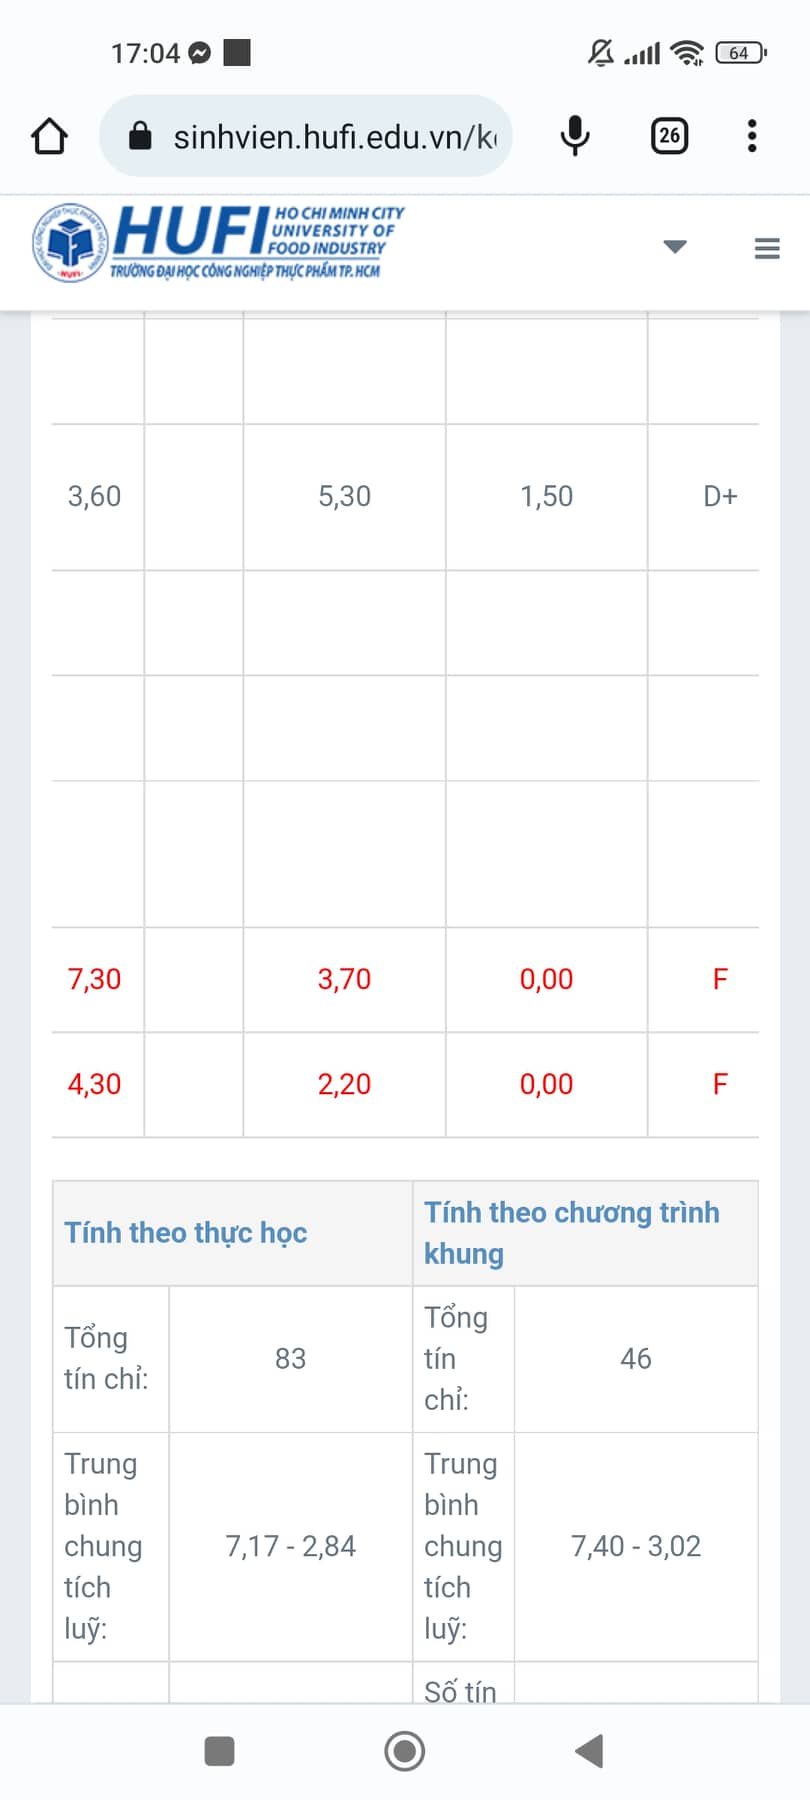 17:04
64
sinhvien.hufi.edu.vn/k
26
HUFI
HO CHI MINH CITY
UNIVERSITY OF
FOOD INDUSTRY
TRƯỜNG ĐẠI HỌC CÔNG NGHIỆP THỰC PHẨM TP. HCM
HUFI
3,60 5,30 1,50 D+
7,30 3,70 0,00 F
4,30 2,20 0,00 F
Tính theo thực học
Tính theo chương trình
khung
Tổng
tín chỉ:
83
Tổng
tín
chỉ:
46
Trung
bình
chung
tích
luỹ:
7,17 - 2,84
Trung
bình
chung
tích
luỹ:
7,40 - 3,02
Số tín